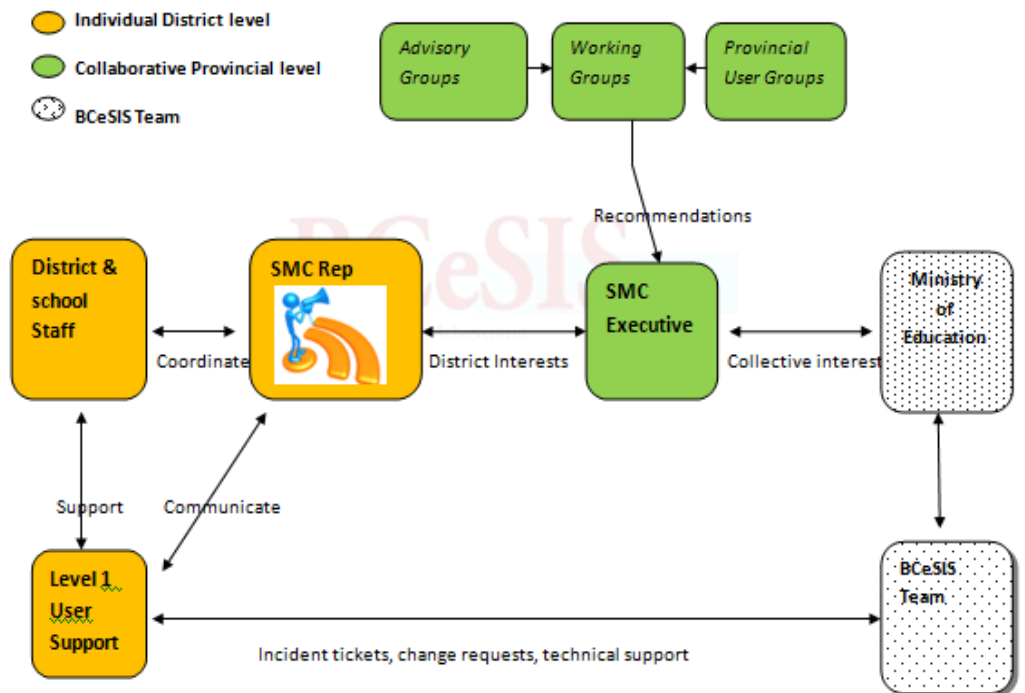 Individual District level
Collaborative Provincial level
BCeSIS Team
Advisory
Groups
Working
Groups
Provincial
User Groups
Recommendations
BCeSIS
District &
school
Staff
SMC Rep
SMC
Executive
Ministry
of
Education
Coordinate
District Interests
Collective interest
Support
Communicate
Level 1
User
Support
BCeSIS
Team
Incident tickets, change requests, technical support